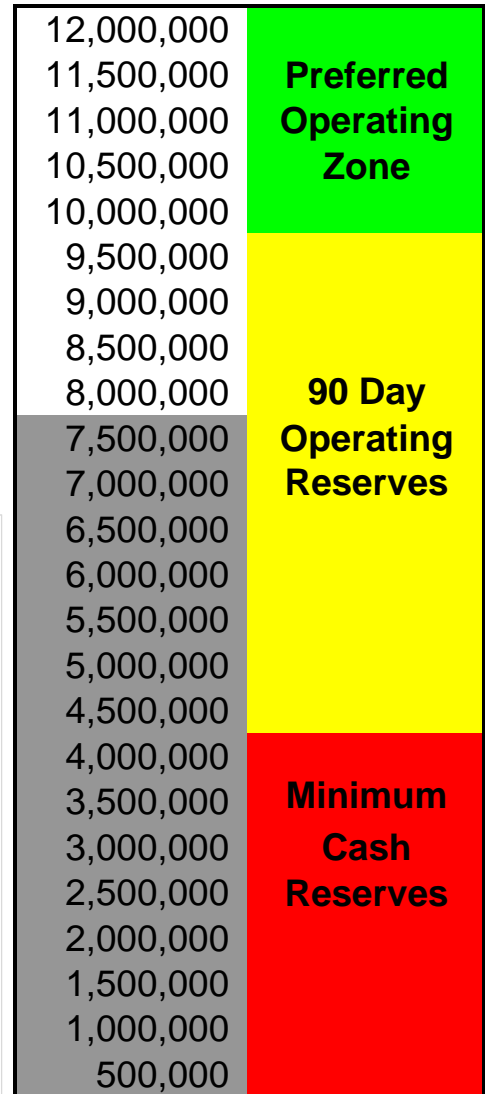 12,000,000
11,500,000 Preferred
11,000,000 Operating
10,500,000 Zone
10,000,000
9,500,000
9,000,000
8,500,000
8,000,000 90 Day
7,500,000 Operating
7,000,000 Reserves
6,500,000
6,000,000
5,500,000
5,000,000
4,500,000
4,000,000
3,500,000 Minimum
3,000,000 Cash
2,500,000 Reserves
2,000,000
1,500,000
1,000,000
500,000